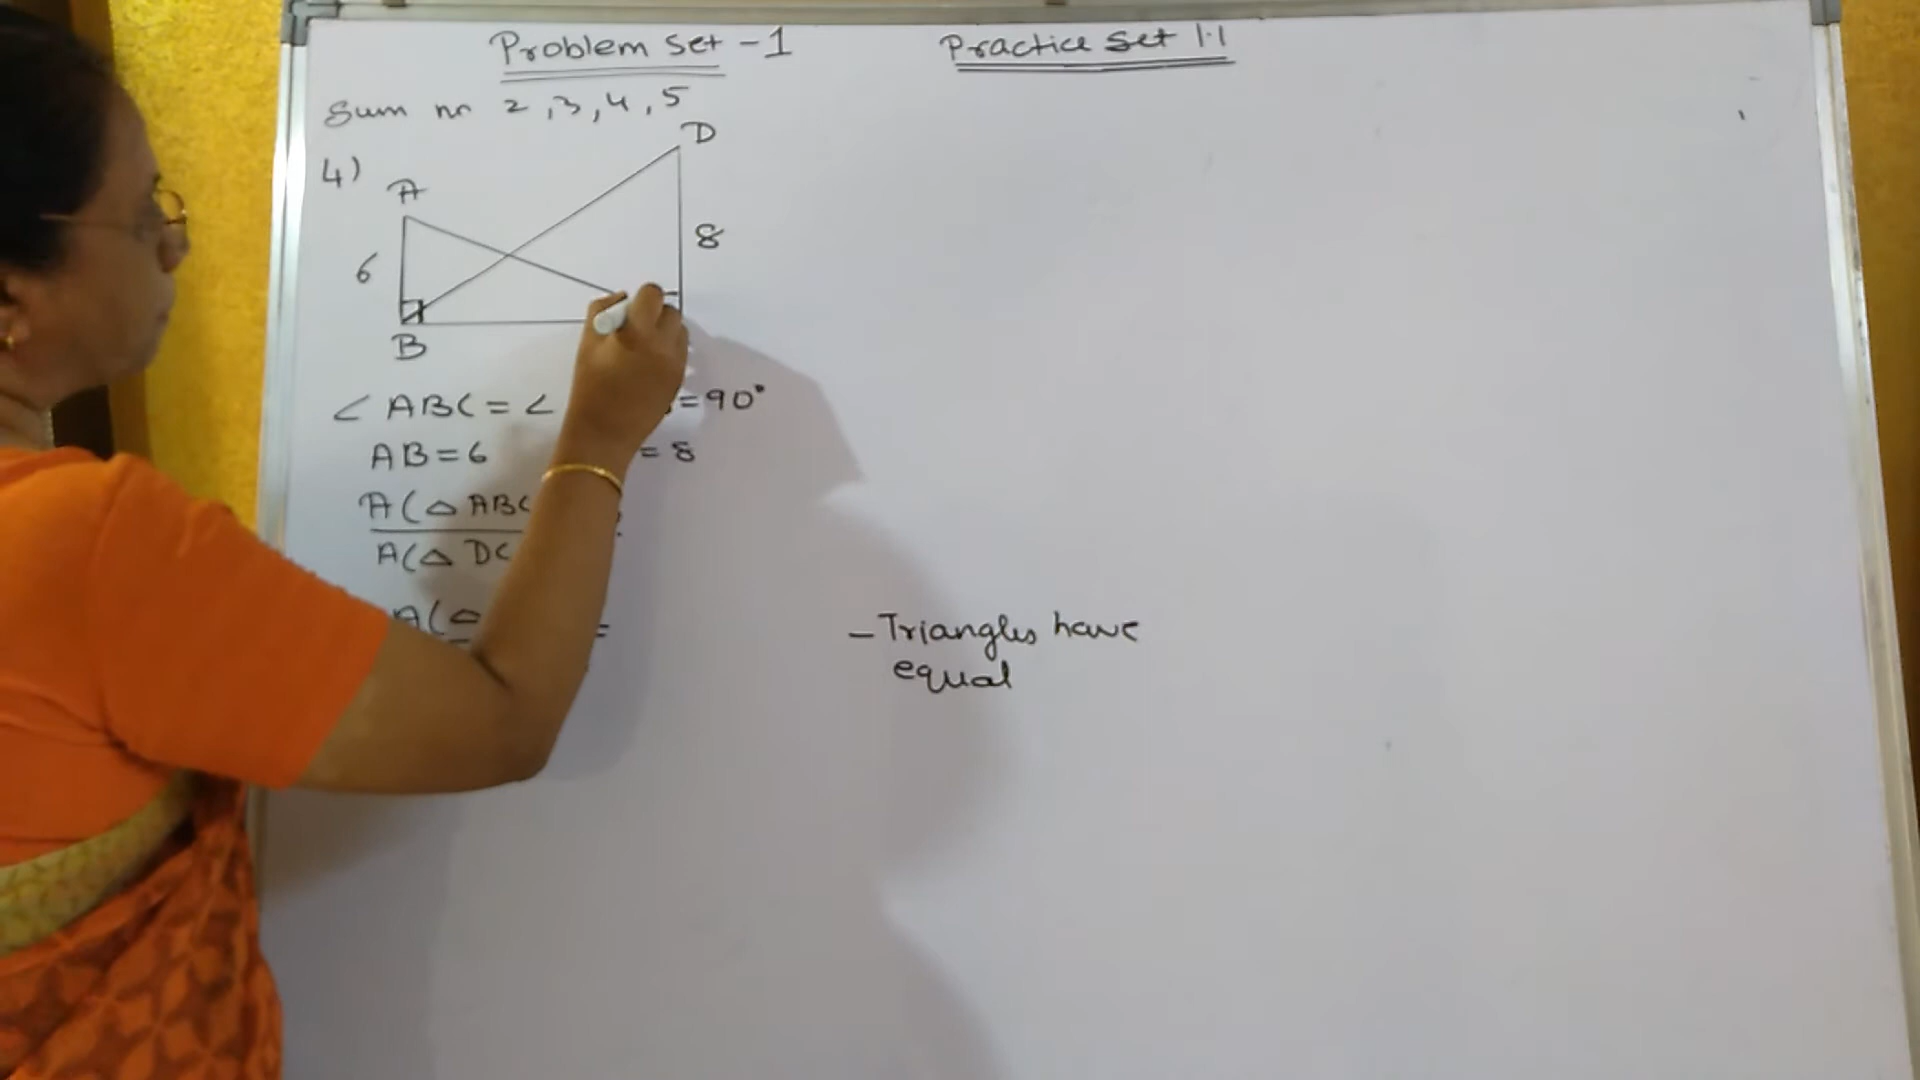 Problem Set - 1
Practice Set 1.1
Sum no 2, 3, 4, 5
4)
D
A
6
8
B
∠ ABC = ∠ = 90°
AB = 6 = 8
A(△ ABC
A(△ DC
A(△ =
- Triangles have
equal